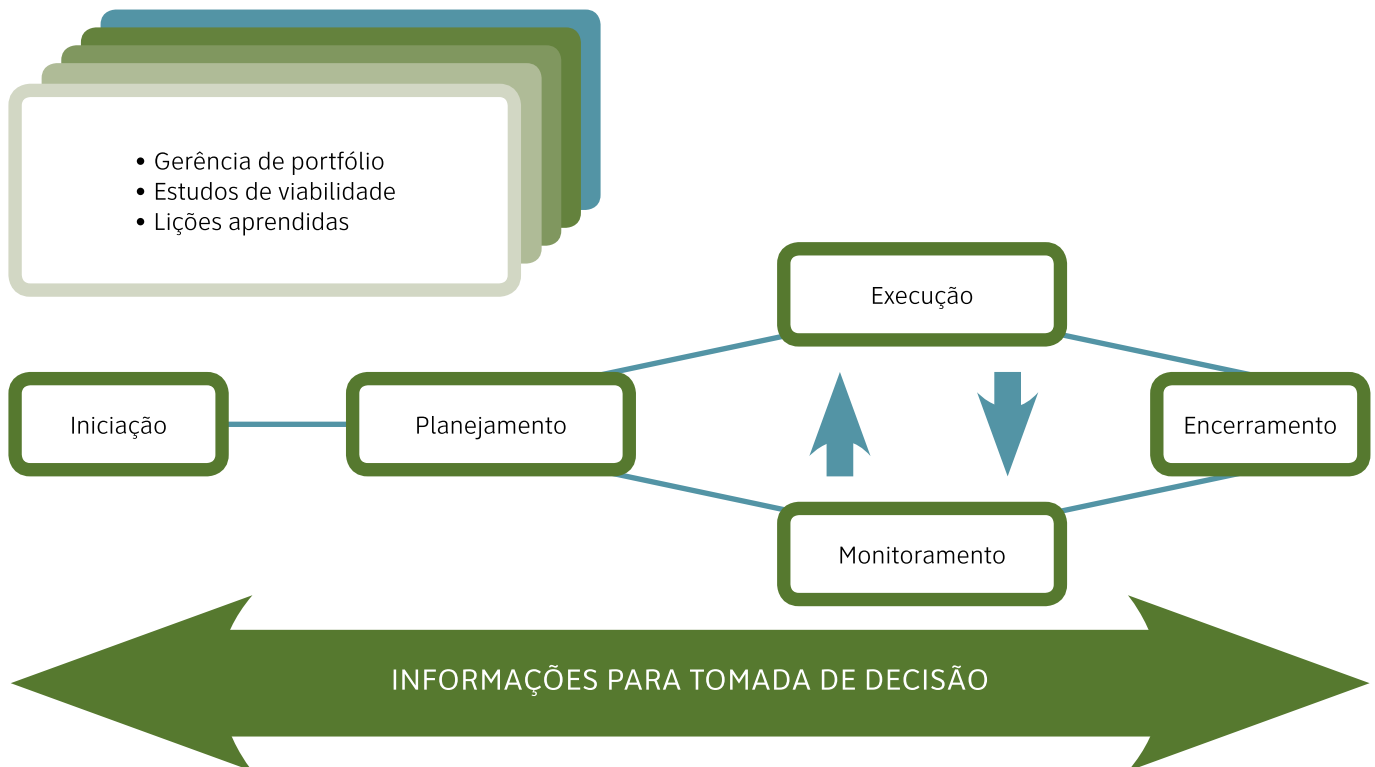 • Gerência de portfólio
• Estudos de viabilidade
• Lições aprendidas
Execução
Iniciação
Planejamento
Encerramento
Monitoramento
INFORMAÇÕES PARA TOMADA DE DECISÃO